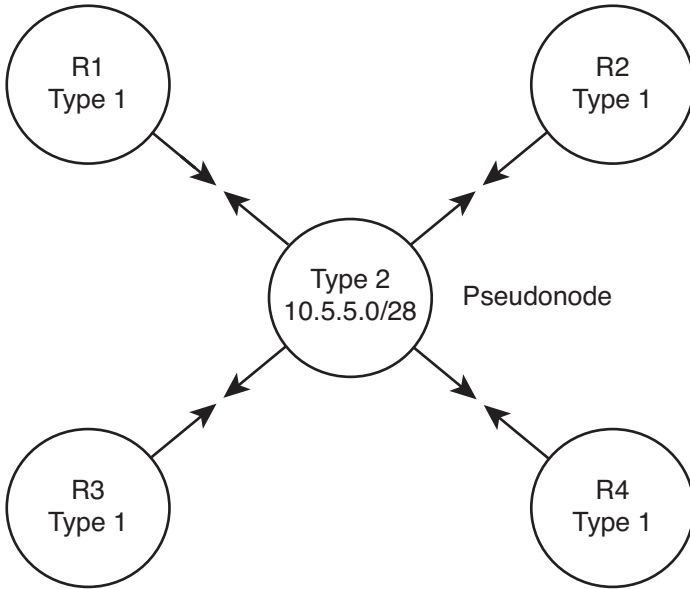 R1
Type 1
R2
Type 1
Type 2
10.5.5.0/28
Pseudonode
R3
Type 1
R4
Type 1